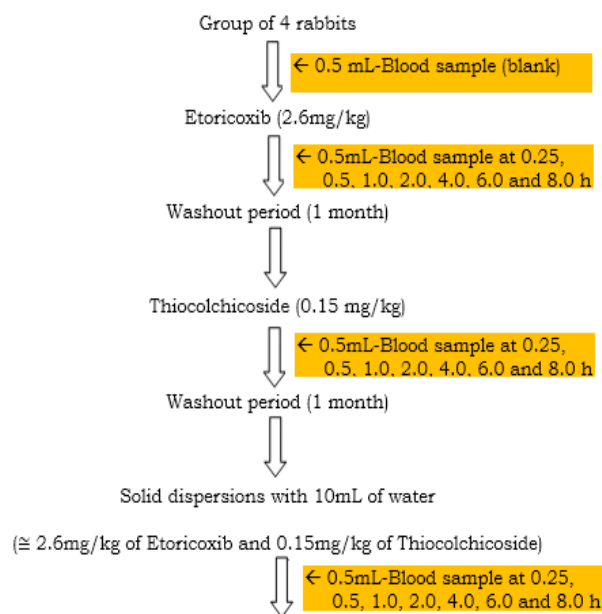 Group of 4 rabbits
← 0.5 mL-Blood sample (blank)
Etoricoxib (2.6mg/kg)
← 0.5mL-Blood sample at 0.25,
0.5, 1.0, 2.0, 4.0, 6.0 and 8.0 h
Washout period (1 month)
Thiocolchicoside (0.15 mg/kg)
← 0.5mL-Blood sample at 0.25,
0.5, 1.0, 2.0, 4.0, 6.0 and 8.0 h
Washout period (1 month)
Solid dispersions with 10mL of water
(≅ 2.6mg/kg of Etoricoxib and 0.15mg/kg of Thiocolchicoside)
← 0.5mL-Blood sample at 0.25,
0.5, 1.0, 2.0, 4.0, 6.0 and 8.0 h